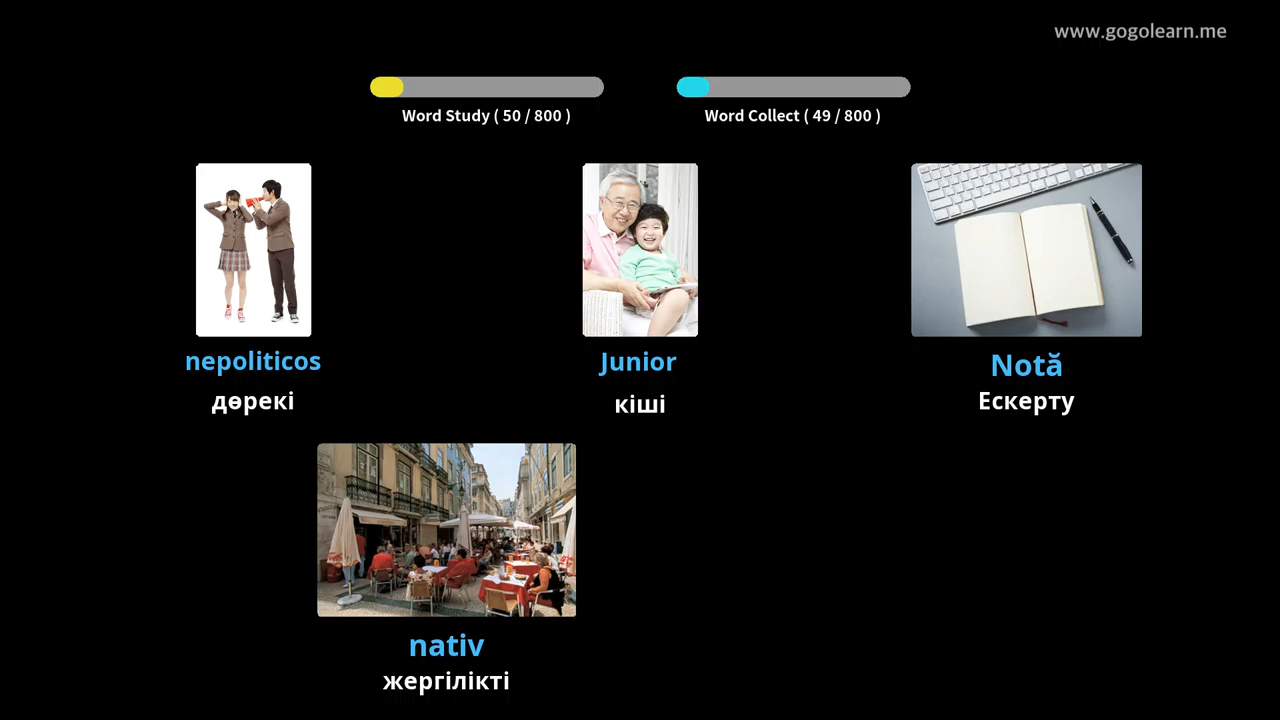 www.gogolearn.me
Word Study ( 50 / 800 )
Word Collect ( 49 / 800 )
nepoliticos
дөрекі
Junior
кіші
Notă
Ескерту
nativ
жергілікті